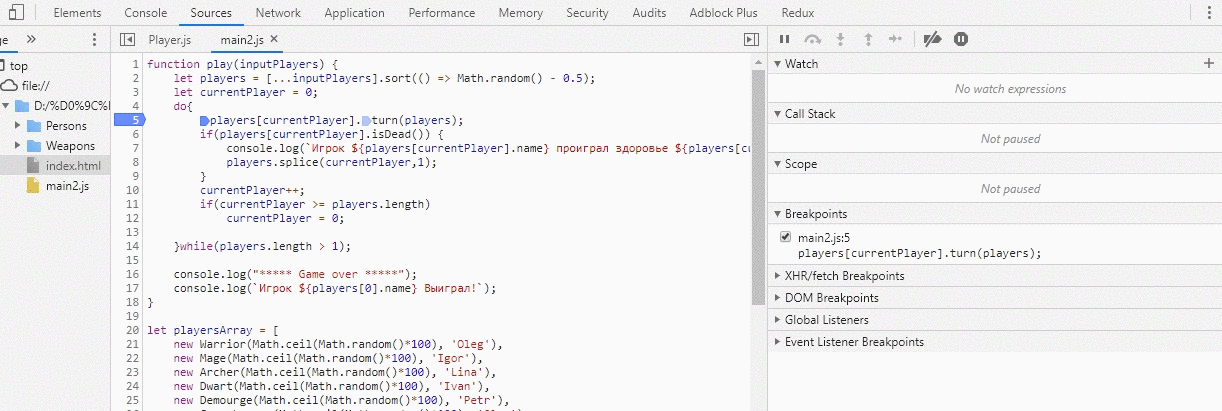 Elements Console Sources Network Application Performance Memory Security Audits Adblock Plus Redux
ge
top
file://
D:/%D0%9C%I
Persons
Weapons
index.html
main2.js
Player.js main2.js
1 function play(inputPlayers) {
2 let players = [...inputPlayers].sort(() => Math.random() - 0.5);
3 let currentPlayer = 0;
4 do{
5 players[currentPlayer].turn(players);
6 if(players[currentPlayer].isDead()) {
7 console.log(`Игрок ${players[currentPlayer].name} проиграл здоровье ${players[cu
8 players.splice(currentPlayer,1);
9 }
10 currentPlayer++;
11 if(currentPlayer >= players.length)
12 currentPlayer = 0;
13
14 }while(players.length > 1);
15
16 console.log("***** Game over *****");
17 console.log(`Игрок ${players[0].name} Выиграл!`);
18 }
19
20 let playersArray = [
21 new Warrior(Math.ceil(Math.random()*100), 'Oleg'),
22 new Mage(Math.ceil(Math.random()*100), 'Igor'),
23 new Archer(Math.ceil(Math.random()*100), 'Lina'),
24 new Dwart(Math.ceil(Math.random()*100), 'Ivan'),
25 new Demourge(Math.ceil(Math.random()*100), 'Petr'),
Watch
No watch expressions
Call Stack
Not paused
Scope
Not paused
Breakpoints
main2.js:5
players[currentPlayer].turn(players);
XHR/fetch Breakpoints
DOM Breakpoints
Global Listeners
Event Listener Breakpoints